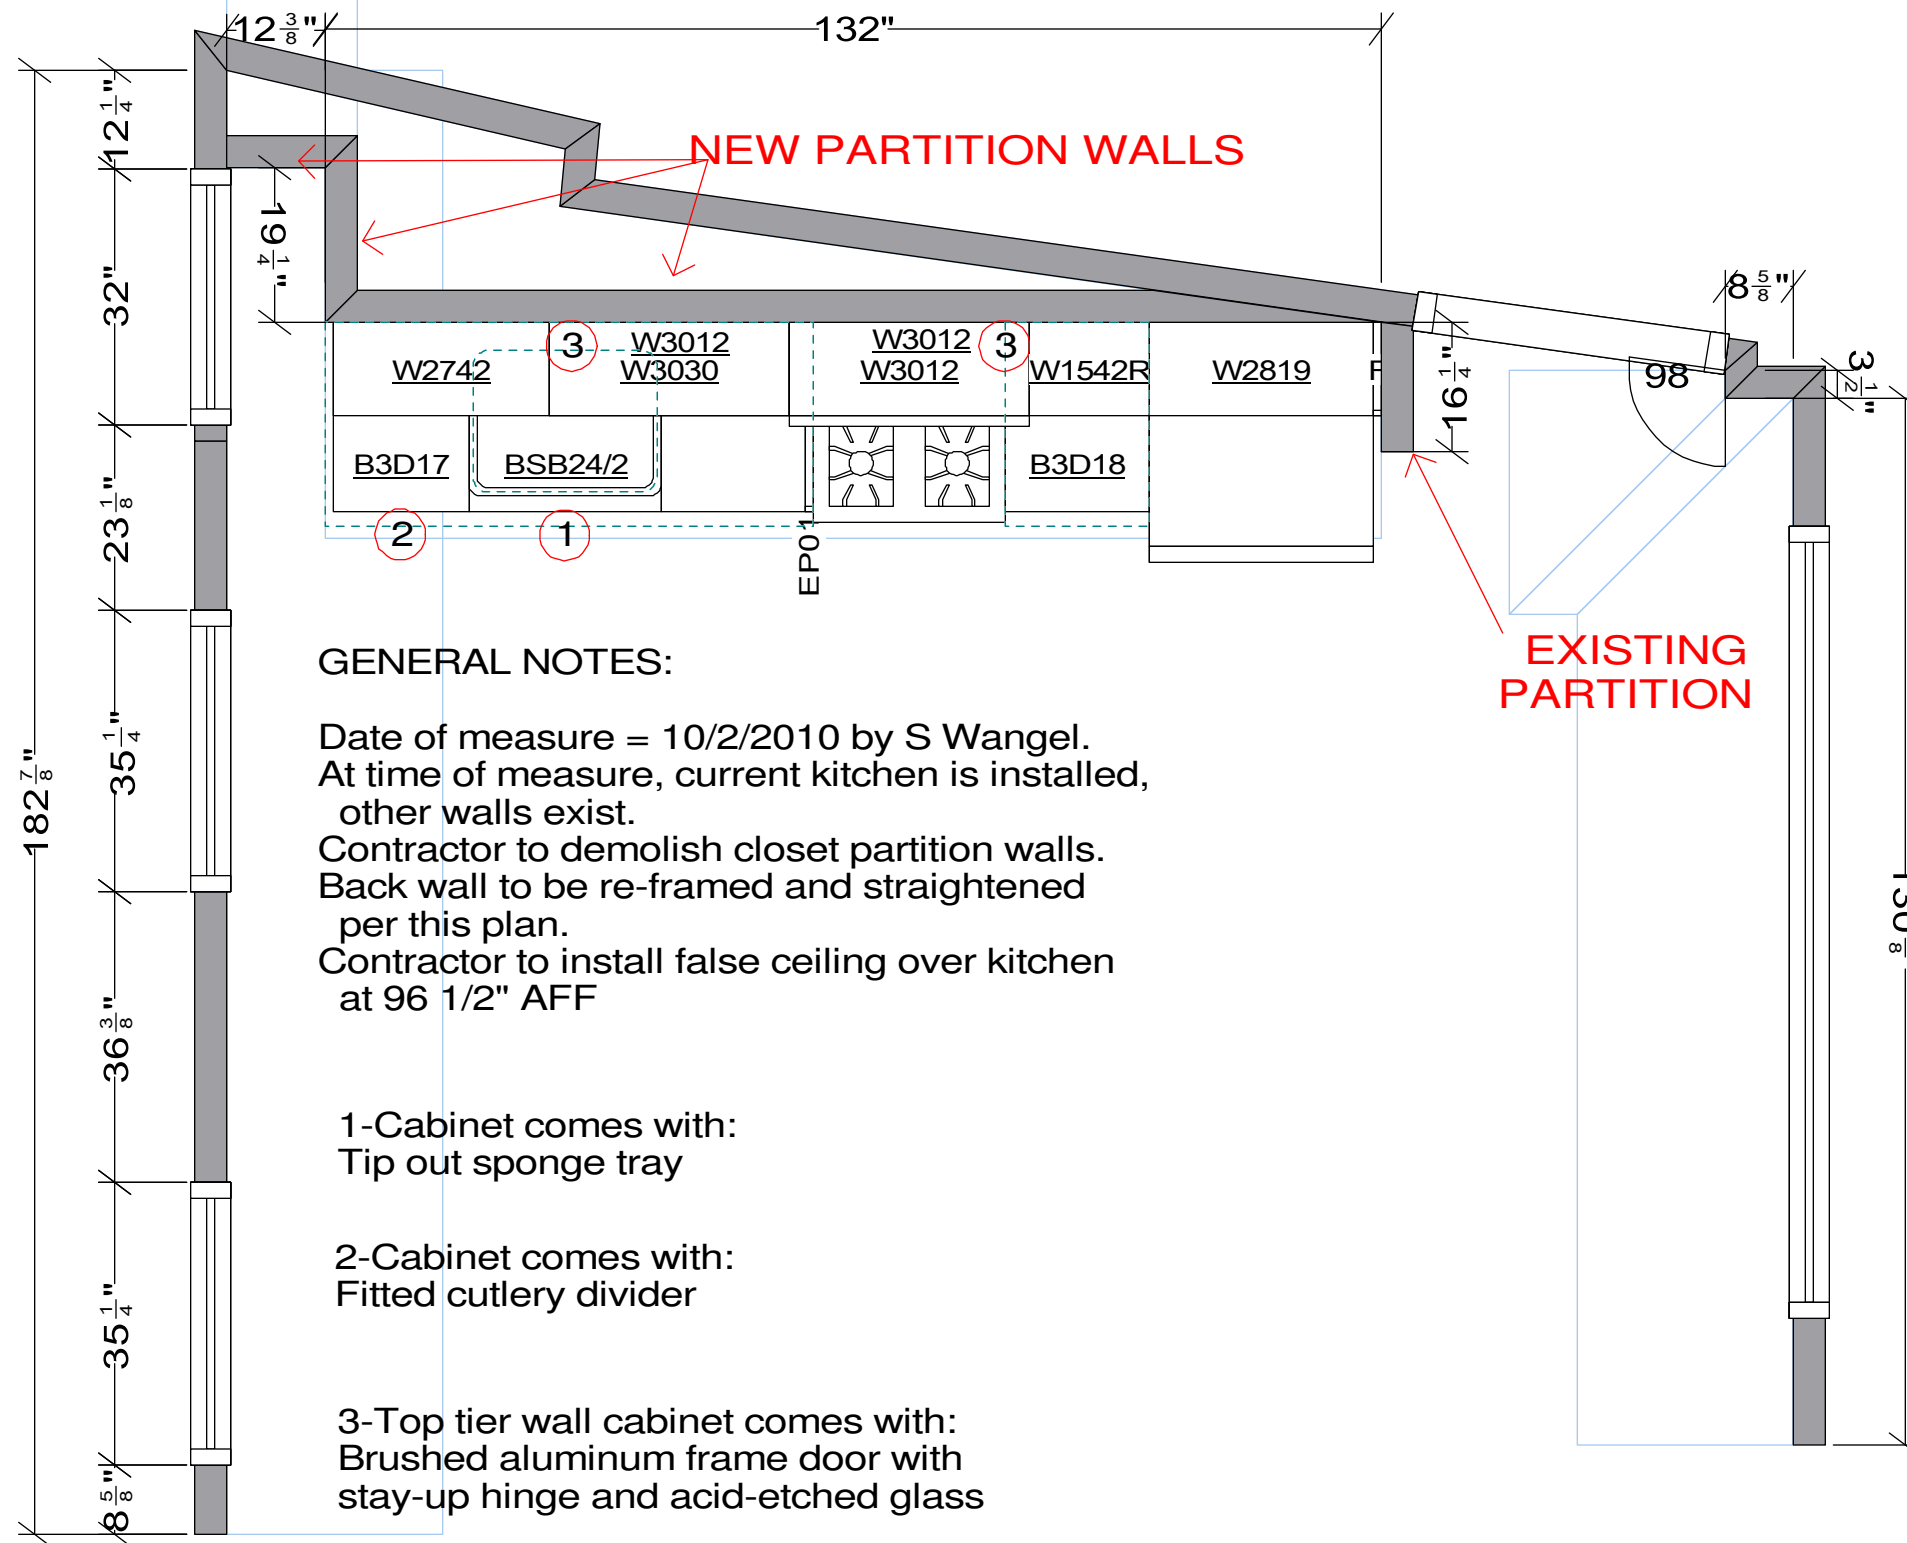 12 3/8"
132"
12 1/4"
NEW PARTITION WALLS
19 1/4"
32"
8 5/8"
3 1/2"
98
16 1/4"
W2742
3
W3012
W3030
W3012
W3012
3
W1542R
W2819
F
B3D17
BSB24/2
B3D18
2
1
EP01
23 1/8"
EXISTING
PARTITION
GENERAL NOTES:
Date of measure = 10/2/2010 by S Wangel.
At time of measure, current kitchen is installed,
other walls exist.
Contractor to demolish closet partition walls.
Back wall to be re-framed and straightened
per this plan.
Contractor to install false ceiling over kitchen
at 96 1/2" AFF
35 1/4"
182 7/8"
36 3/8"
1-Cabinet comes with:
Tip out sponge tray
2-Cabinet comes with:
Fitted cutlery divider
35 1/4"
3-Top tier wall cabinet comes with:
Brushed aluminum frame door with
stay-up hinge and acid-etched glass
8 5/8"